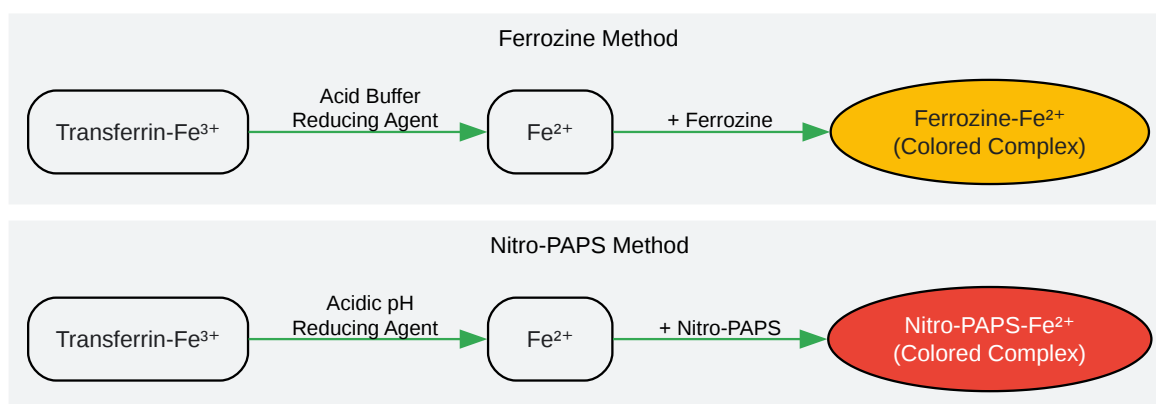 Ferrozine Method
Transferrin-Fe³⁺
Acid Buffer
Reducing Agent
Fe²⁺
+ Ferrozine
Ferrozine-Fe²⁺
(Colored Complex)
Nitro-PAPS Method
Transferrin-Fe³⁺
Acidic pH
Reducing Agent
Fe²⁺
+ Nitro-PAPS
Nitro-PAPS-Fe²⁺
(Colored Complex)